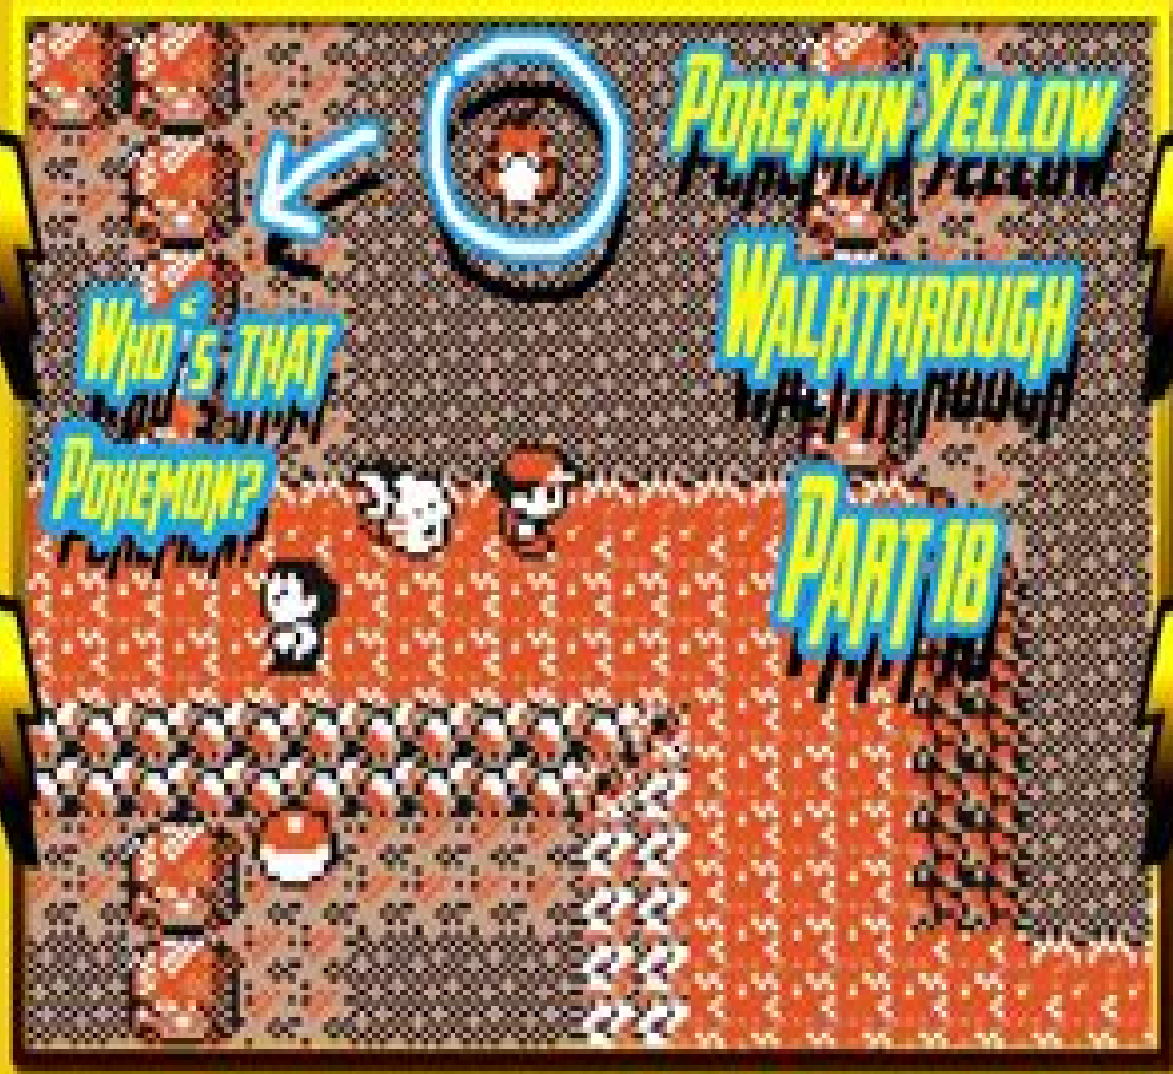 POKEMON YELLOW
WALKTHROUGH
PART 18
WHO'S THAT
POKEMON?